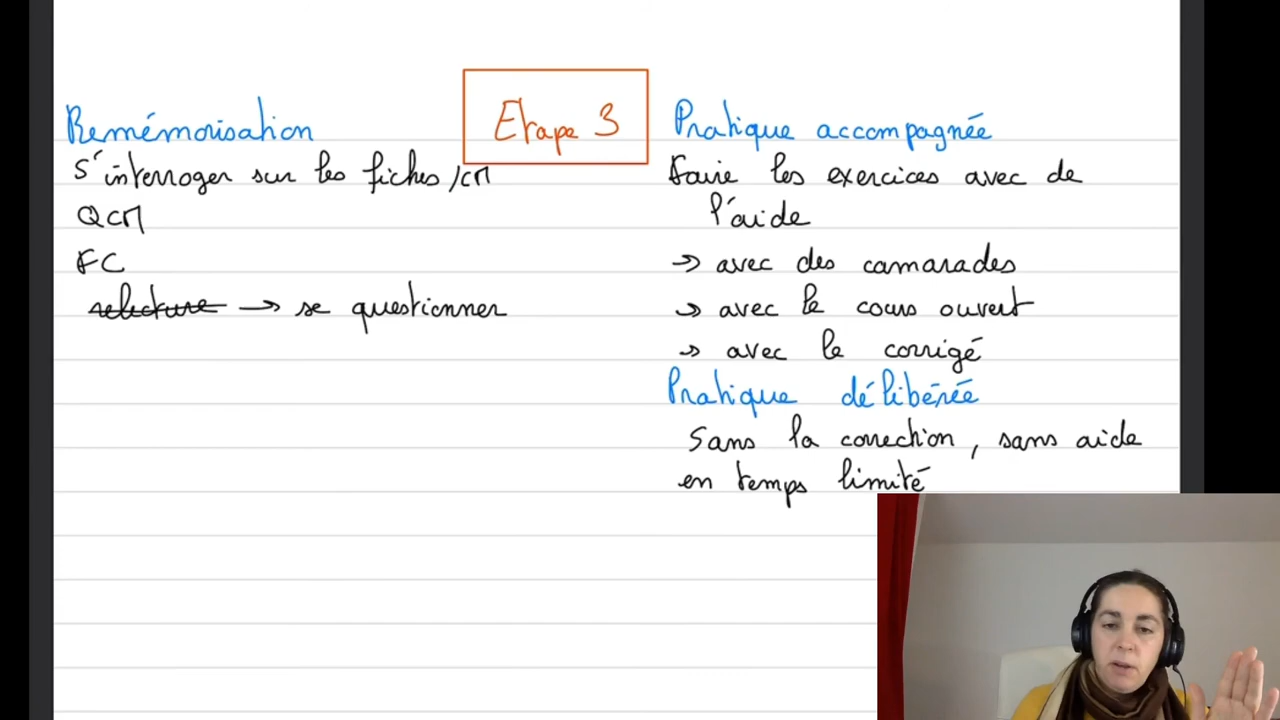 Etape 3
Remémorisation
S'interroger sur les fiches/CM
QCM
FC
relecture → se questionner
Pratique accompagnée
Faire les exercices avec de
l'aide
→ avec des camarades
→ avec le cours ouvert
→ avec le corrigé
Pratique délibérée
Sans la correction, sans aide
en temps limité